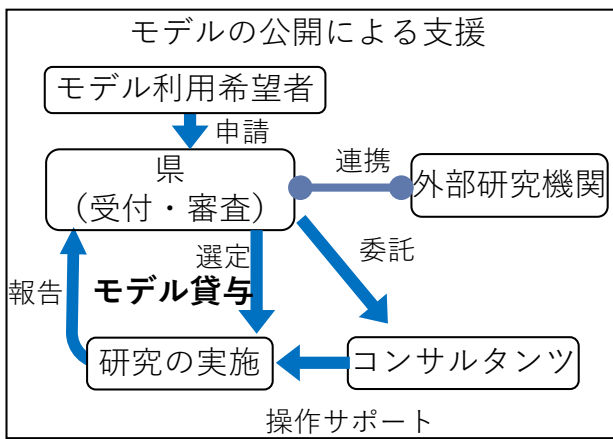 モデルの公開による支援
モデル利用希望者
申請
県
（受付・審査）
連携
外部研究機関
選定
委託
報告
モデル貸与
研究の実施
コンサルタンツ
操作サポート